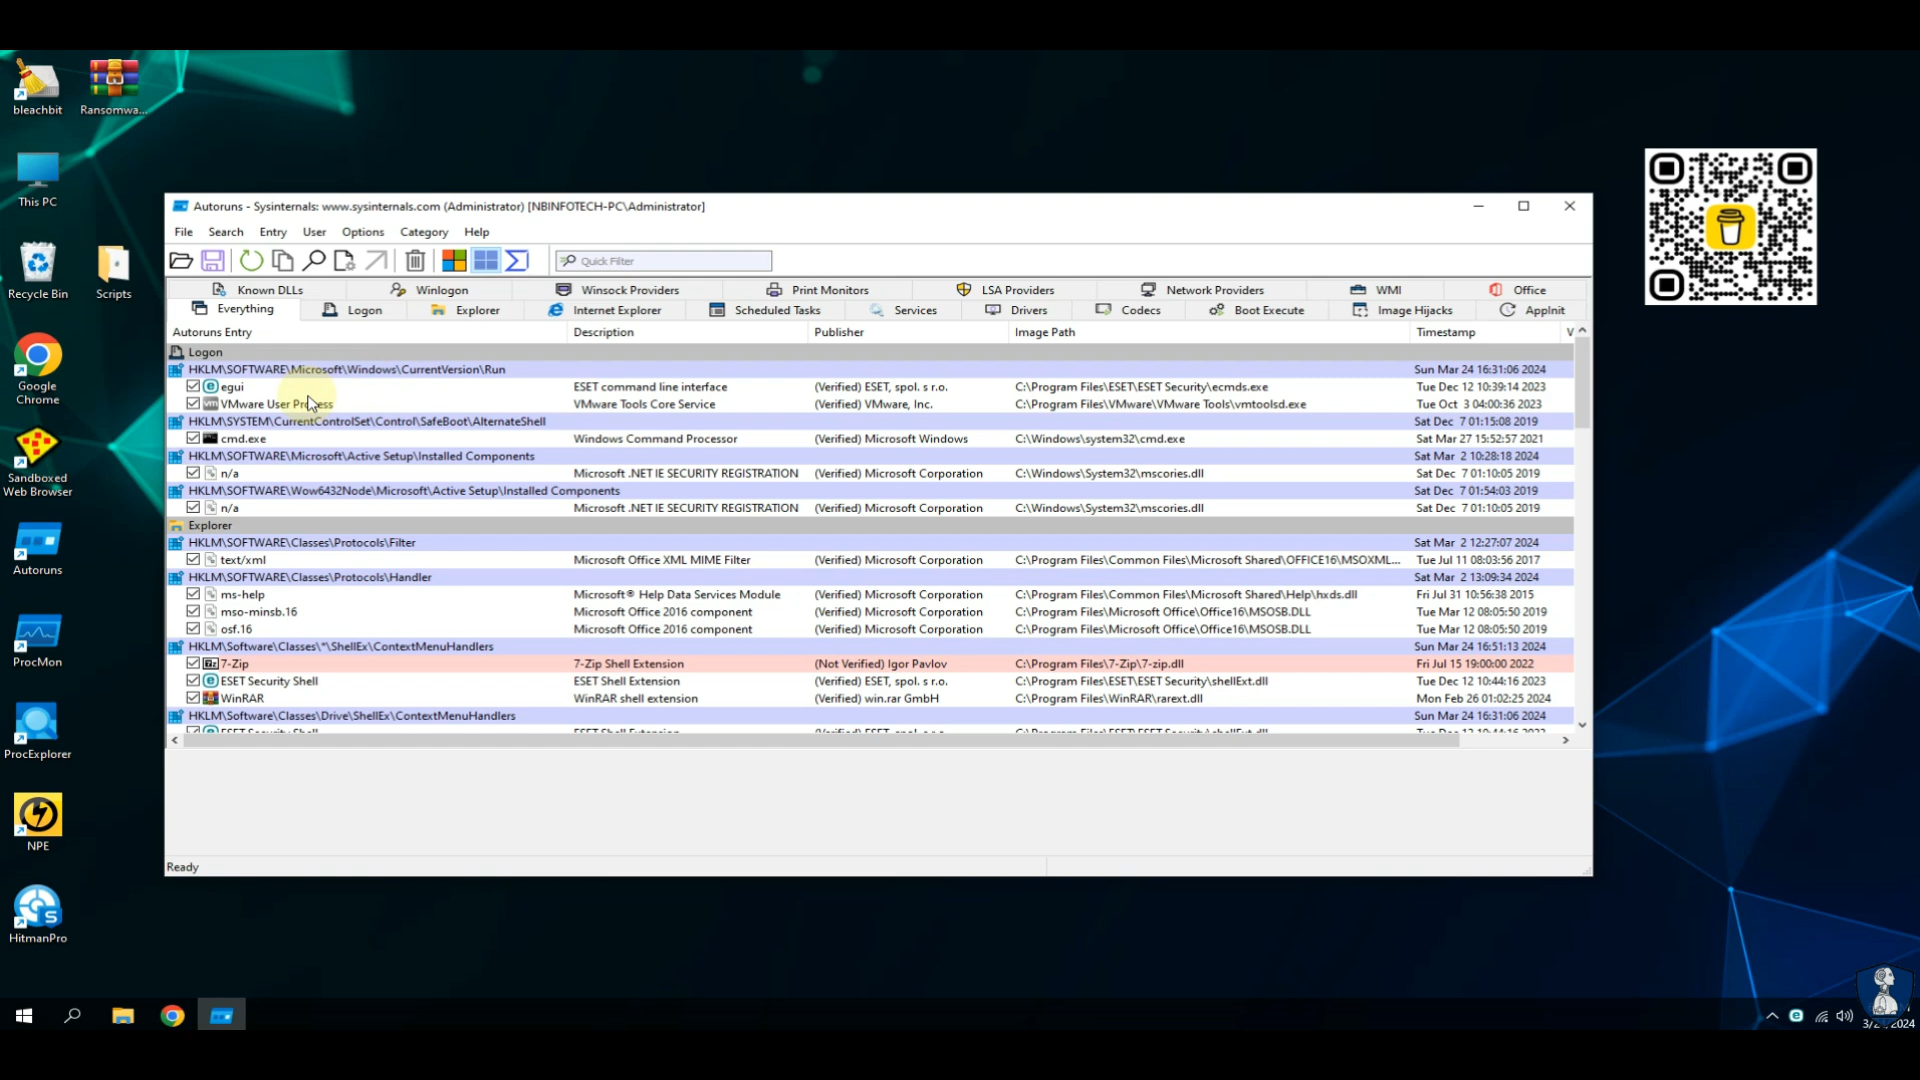 bleachbit
Ransomwa...
This PC
Recycle Bin
Scripts
Google
Chrome
Sandboxed
Web Browser
Autoruns
ProcMon
ProcExplorer
NPE
HitmanPro
Autoruns - Sysinternals: www.sysinternals.com (Administrator) [NBINFOTECH-PC\Administrator]
File Search Entry User Options Category Help
Quick Filter
Known DLLs Winlogon Winsock Providers Print Monitors LSA Providers Network Providers WMI Office
Everything Logon Explorer Internet Explorer Scheduled Tasks Services Drivers Codecs Boot Execute Image Hijacks AppInit
Autoruns Entry Description Publisher Image Path Timestamp V
Logon
HKLM\SOFTWARE\Microsoft\Windows\CurrentVersion\Run Sun Mar 24 16:31:06 2024
egui ESET command line interface (Verified) ESET, spol. s r.o. C:\Program Files\ESET\ESET Security\ecmds.exe Tue Dec 12 10:39:14 2023
VMware User Process VMware Tools Core Service (Verified) VMware, Inc. C:\Program Files\VMware\VMware Tools\vmtoolsd.exe Tue Oct 3 04:00:36 2023
HKLM\SYSTEM\CurrentControlSet\Control\SafeBoot\AlternateShell Sat Dec 7 01:15:08 2019
cmd.exe Windows Command Processor (Verified) Microsoft Windows C:\Windows\system32\cmd.exe Sat Mar 27 15:52:57 2021
HKLM\SOFTWARE\Microsoft\Active Setup\Installed Components Sat Mar 2 10:28:18 2024
n/a Microsoft .NET IE SECURITY REGISTRATION (Verified) Microsoft Corporation C:\Windows\System32\mscories.dll Sat Dec 7 01:10:05 2019
HKLM\SOFTWARE\Wow6432Node\Microsoft\Active Setup\Installed Components Sat Dec 7 01:54:03 2019
n/a Microsoft .NET IE SECURITY REGISTRATION (Verified) Microsoft Corporation C:\Windows\System32\mscories.dll Sat Dec 7 01:10:05 2019
Explorer
HKLM\SOFTWARE\Classes\Protocols\Filter Sat Mar 2 12:27:07 2024
text/xml Microsoft Office XML MIME Filter (Verified) Microsoft Corporation C:\Program Files\Common Files\Microsoft Shared\OFFICE16\MSOXML... Tue Jul 11 08:03:56 2017
HKLM\SOFTWARE\Classes\Protocols\Handler Sat Mar 2 13:09:34 2024
ms-help Microsoft® Help Data Services Module (Verified) Microsoft Corporation C:\Program Files\Common Files\Microsoft Shared\Help\hxds.dll Fri Jul 31 10:56:38 2015
mso-minsb.16 Microsoft Office 2016 component (Verified) Microsoft Corporation C:\Program Files\Microsoft Office\Office16\MSOSB.DLL Tue Mar 12 08:05:50 2019
osf.16 Microsoft Office 2016 component (Verified) Microsoft Corporation C:\Program Files\Microsoft Office\Office16\MSOSB.DLL Tue Mar 12 08:05:50 2019
HKLM\Software\Classes\*\ShellEx\ContextMenuHandlers Sat Mar 24 16:51:13 2024
7-Zip 7-Zip Shell Extension (Not Verified) Igor Pavlov C:\Program Files\7-Zip\7-zip.dll Fri Jul 15 19:00:00 2022
ESET Security Shell ESET Shell Extension (Verified) ESET, spol. s r.o. C:\Program Files\ESET\ESET Security\shellExt.dll Tue Dec 12 10:44:16 2023
WinRAR WinRAR shell extension (Verified) win.rar GmbH C:\Program Files\WinRAR\rarext.dll Mon Feb 26 01:02:25 2024
HKLM\Software\Classes\Drive\ShellEx\ContextMenuHandlers Sun Mar 24 16:31:06 2024
Ready